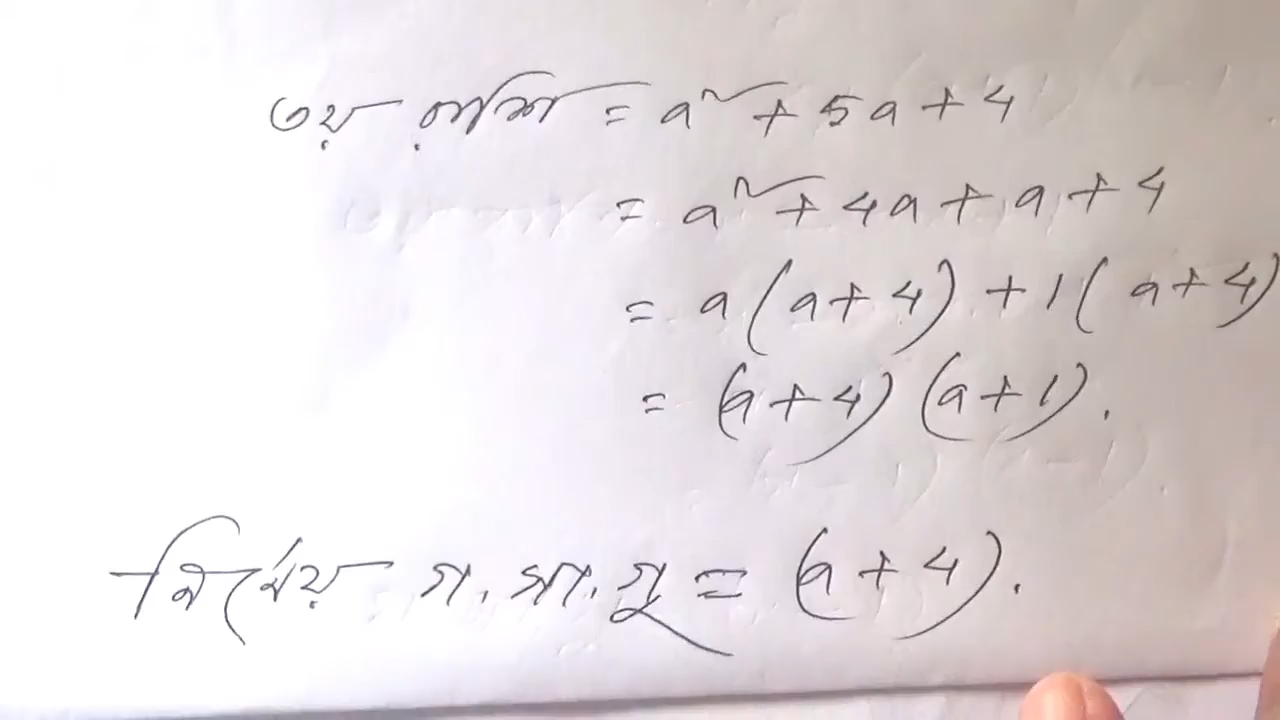 ৩য় রাশি = a² + 5a + 4
= a² + 4a + a + 4
= a(a+4) + 1(a+4)
= (a+4)(a+1).
নির্ণেয় গ.সা.গু = (a+4).